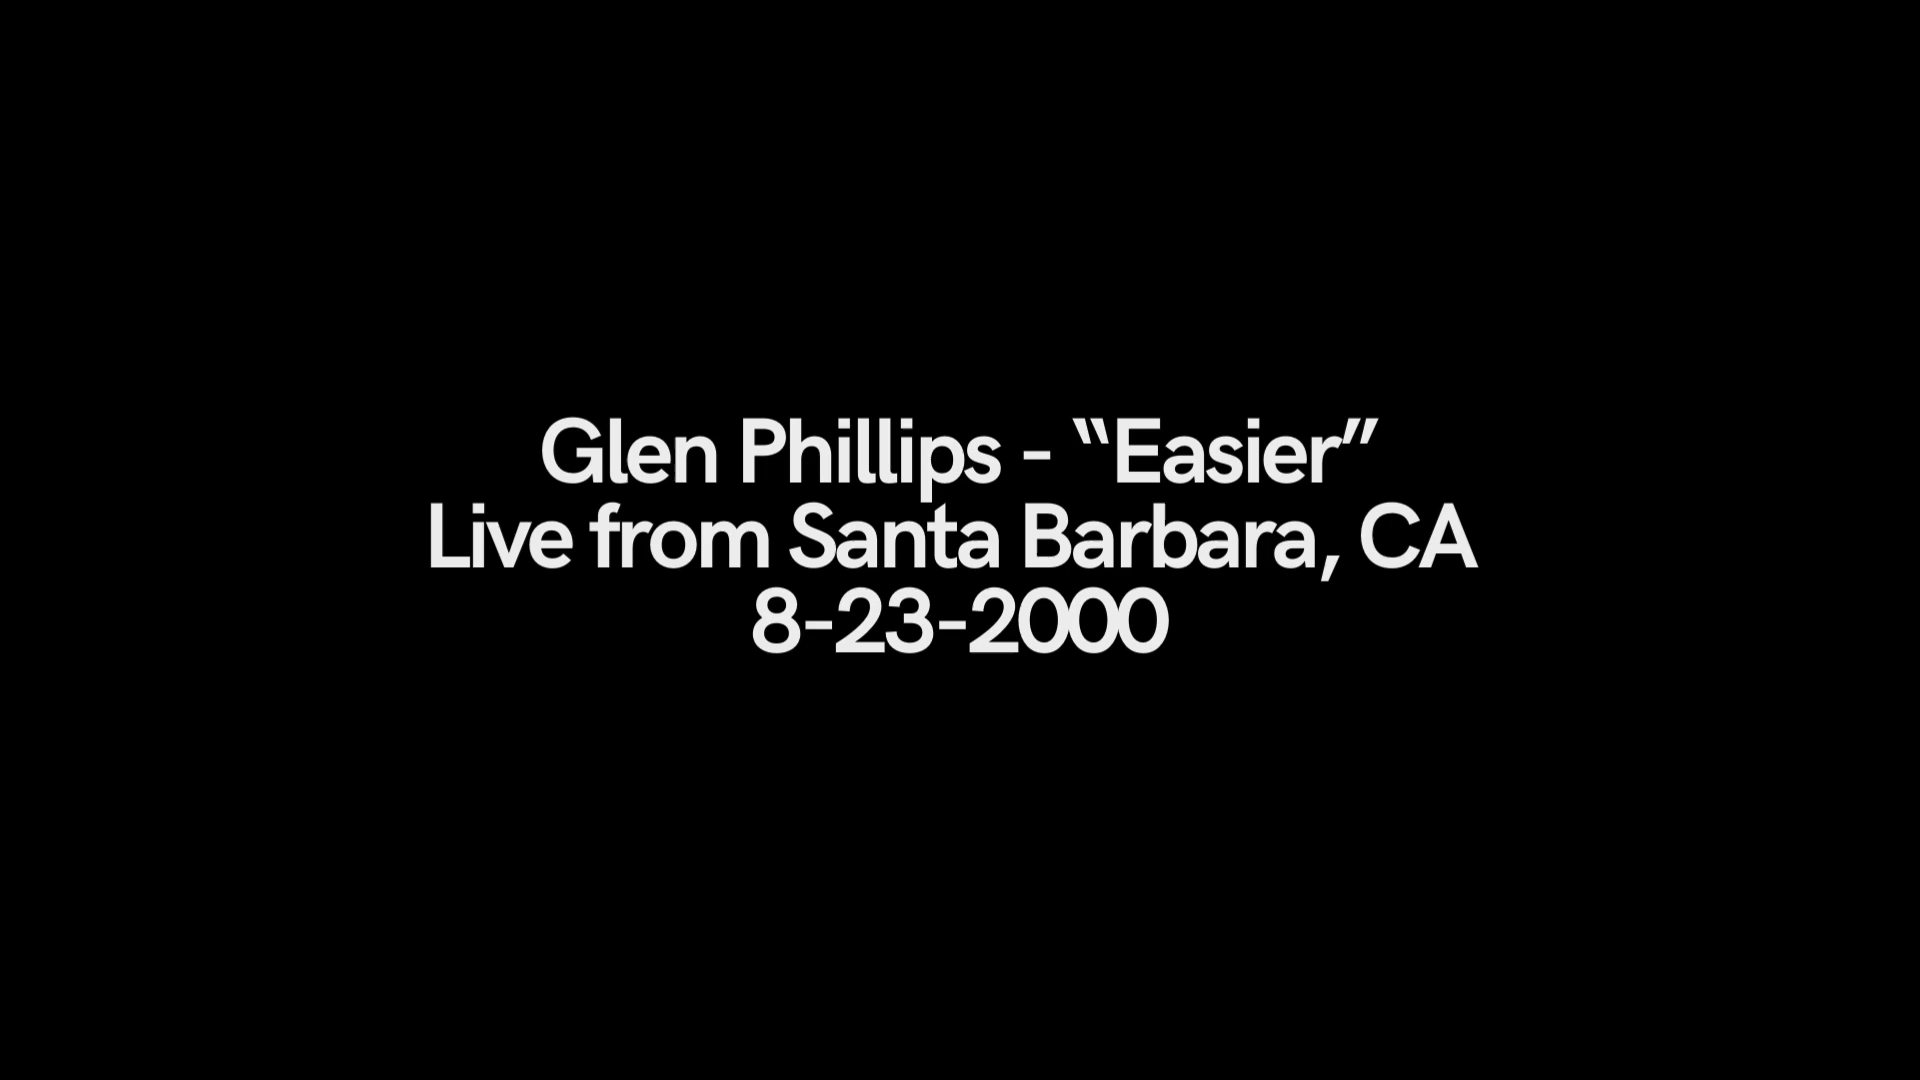 Glen Phillips - “Easier”
Live from Santa Barbara, CA
8-23-2000